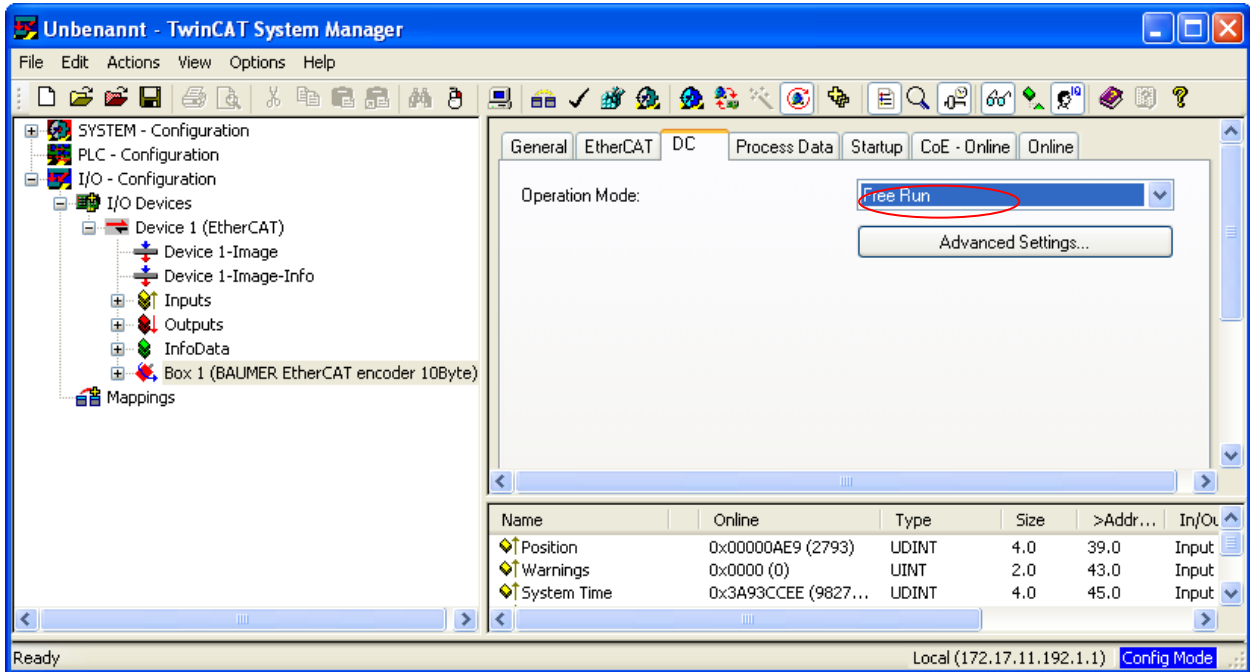 Unbenannt - TwinCAT System Manager
File Edit Actions View Options Help
SYSTEM - Configuration
PLC - Configuration
I/O - Configuration
I/O Devices
Device 1 (EtherCAT)
Device 1-Image
Device 1-Image-Info
Inputs
Outputs
InfoData
Box 1 (BAUMER EtherCAT encoder 10Byte)
Mappings
General EtherCAT DC Process Data Startup CoE - Online Online
Operation Mode: Free Run
Advanced Settings...
Name Online Type Size >Addr... In/Ou
Position 0x00000AE9 (2793) UDINT 4.0 39.0 Input
Warnings 0x0000 (0) UINT 2.0 43.0 Input
System Time 0x3A93CCEE (9827... UDINT 4.0 45.0 Input
Ready Local (172.17.11.192.1.1) Config Mode